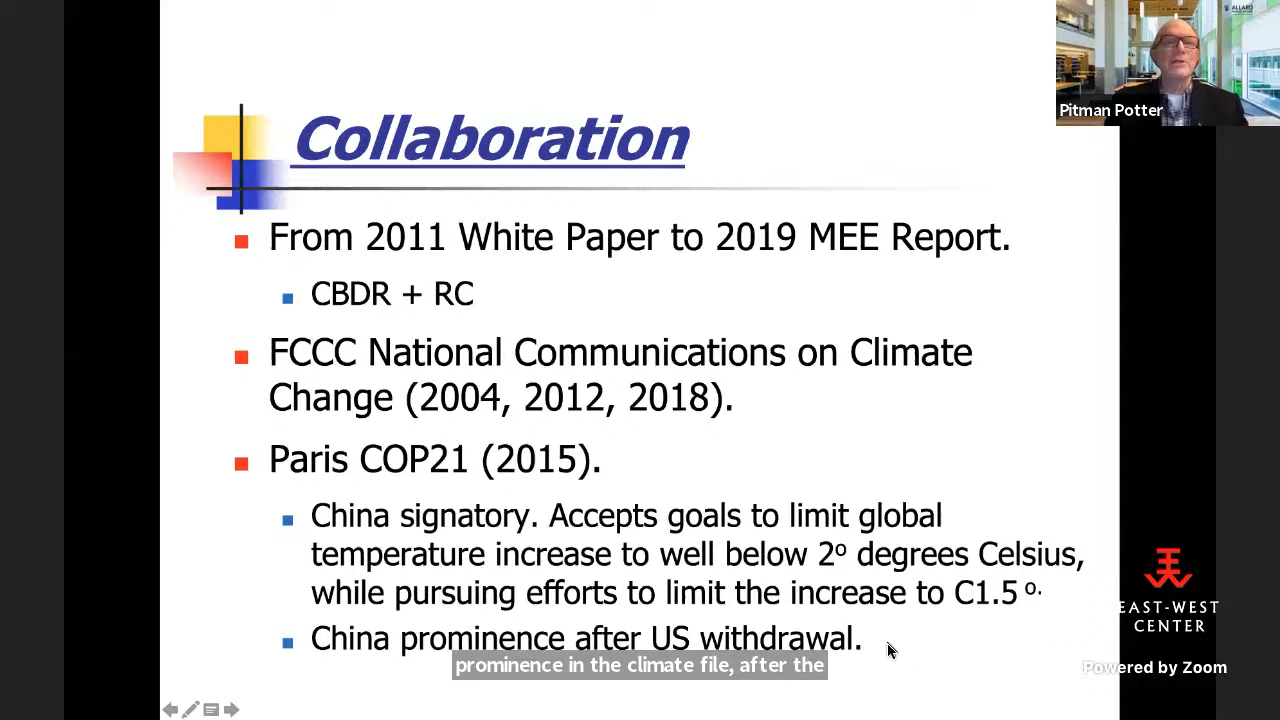 ALLARD
Pitman Potter
Collaboration
From 2011 White Paper to 2019 MEE Report.
CBDR + RC
FCCC National Communications on Climate
Change (2004, 2012, 2018).
Paris COP21 (2015).
China signatory. Accepts goals to limit global
temperature increase to well below 2º degrees Celsius,
while pursuing efforts to limit the increase to C1.5 º.
China prominence after US withdrawal.
prominence in the climate file, after the
EAST-WEST
CENTER
Powered by Zoom